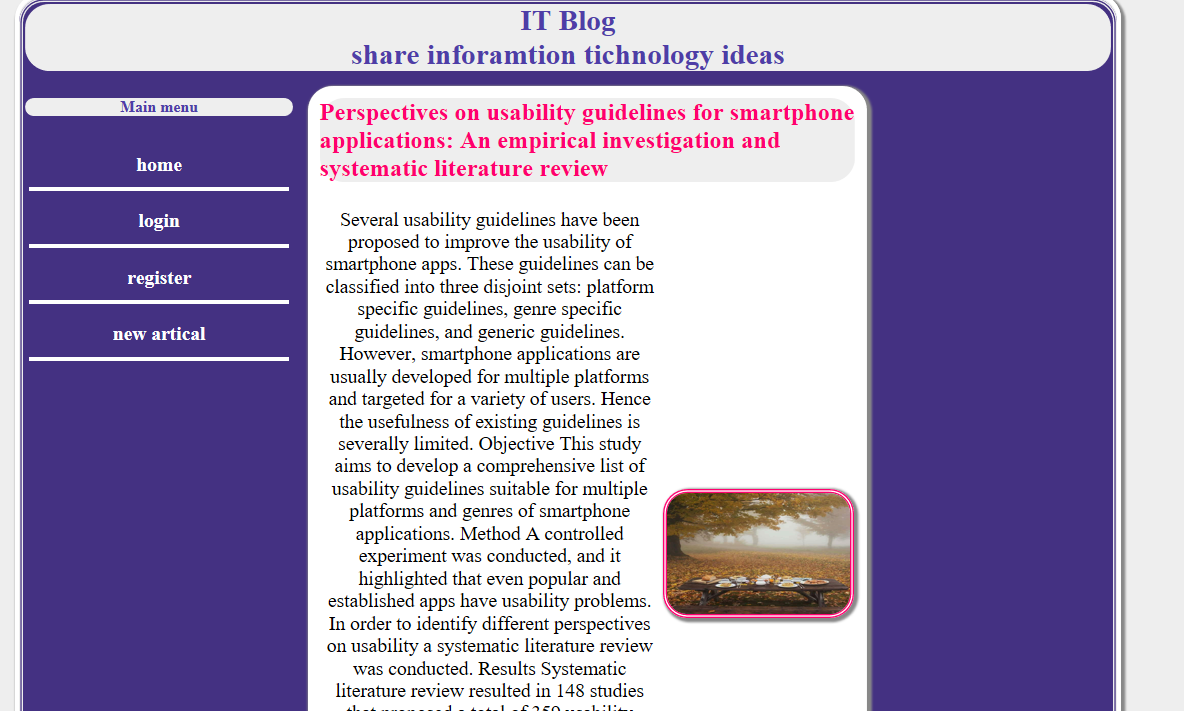 IT Blog
share inforamtion tichnology ideas
Main menu
home
login
register
new artical
Perspectives on usability guidelines for smartphone
applications: An empirical investigation and
systematic literature review
Several usability guidelines have been
proposed to improve the usability of
smartphone apps. These guidelines can be
classified into three disjoint sets: platform
specific guidelines, genre specific
guidelines, and generic guidelines.
However, smartphone applications are
usually developed for multiple platforms
and targeted for a variety of users. Hence
the usefulness of existing guidelines is
severally limited. Objective This study
aims to develop a comprehensive list of
usability guidelines suitable for multiple
platforms and genres of smartphone
applications. Method A controlled
experiment was conducted, and it
highlighted that even popular and
established apps have usability problems.
In order to identify different perspectives
on usability a systematic literature review
was conducted. Results Systematic
literature review resulted in 148 studies
that proposed a total of 359 usability